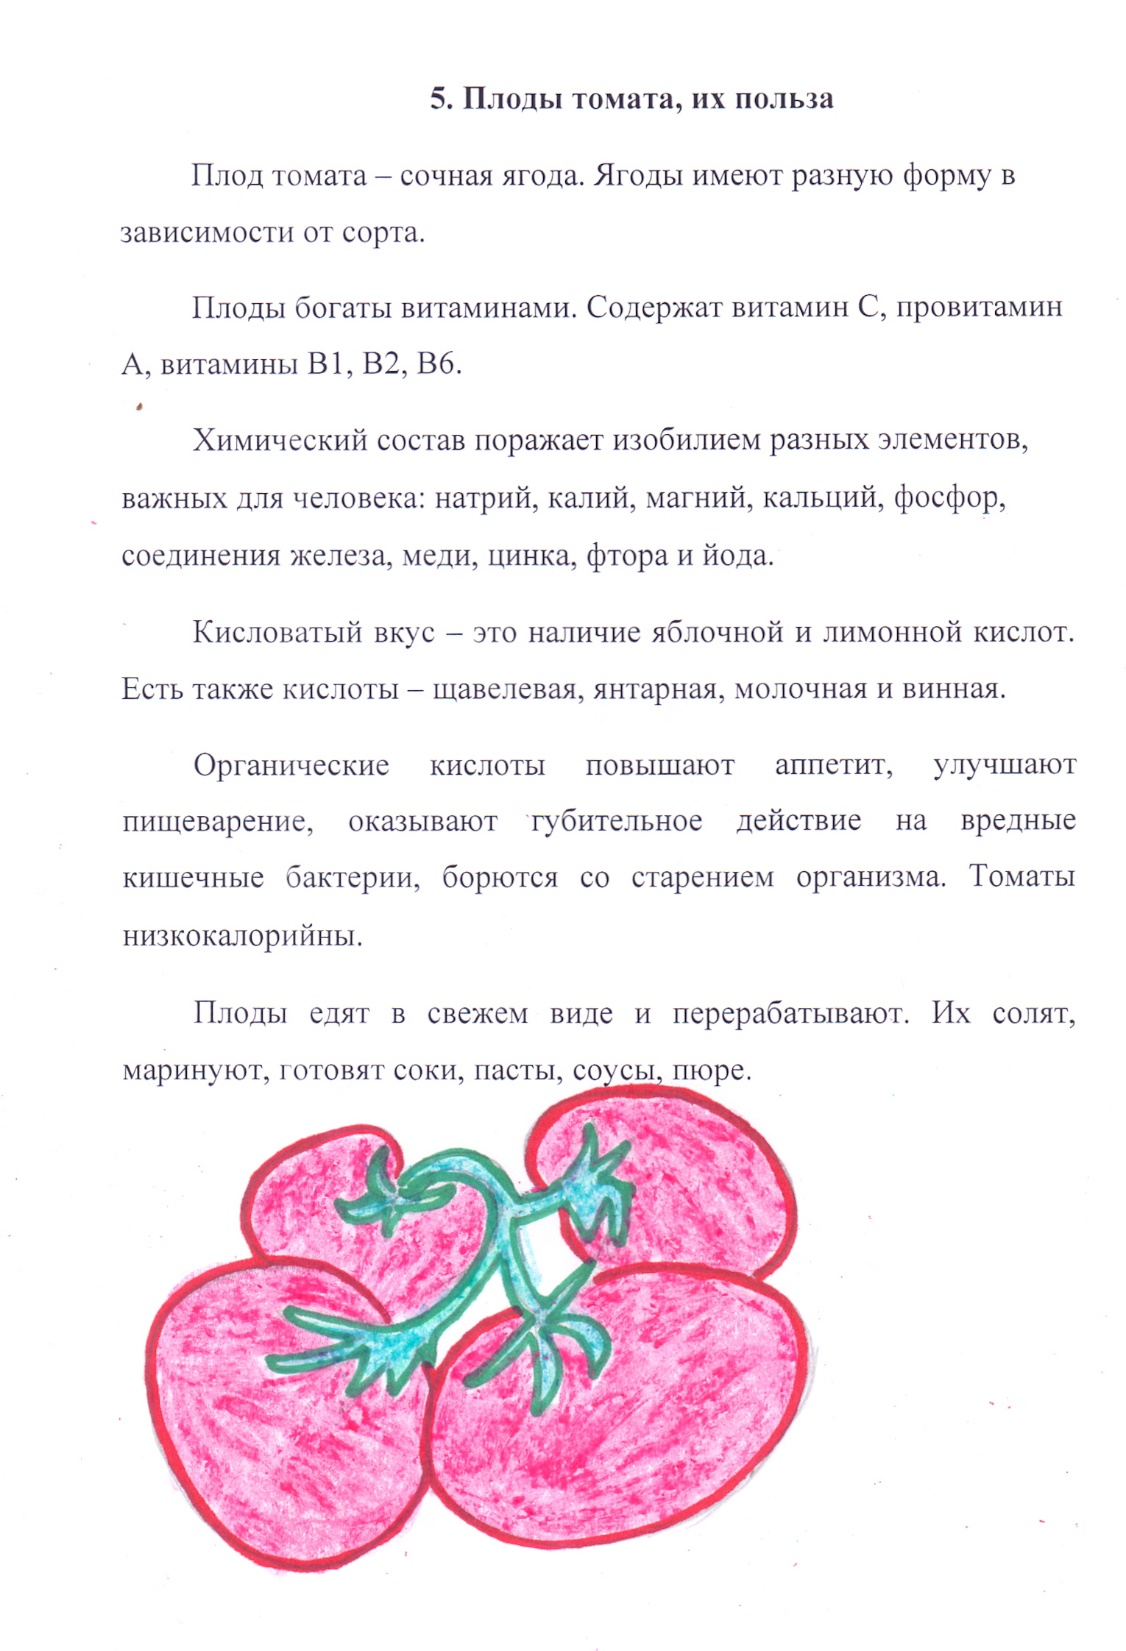 5. Плоды томата, их польза
Плод томата – сочная ягода. Ягоды имеют разную форму в
зависимости от сорта.
Плоды богаты витаминами. Содержат витамин С, провитамин
А, витамины В1, В2, В6.
Химический состав поражает изобилием разных элементов,
важных для человека: натрий, калий, магний, кальций, фосфор,
соединения железа, меди, цинка, фтора и йода.
Кисловатый вкус – это наличие яблочной и лимонной кислот.
Есть также кислоты – щавелевая, янтарная, молочная и винная.
Органические кислоты повышают аппетит, улучшают
пищеварение, оказывают губительное действие на вредные
кишечные бактерии, борются со старением организма. Томаты
низкокалорийны.
Плоды едят в свежем виде и перерабатывают. Их солят,
маринуют, готовят соки, пасты, соусы, пюре.